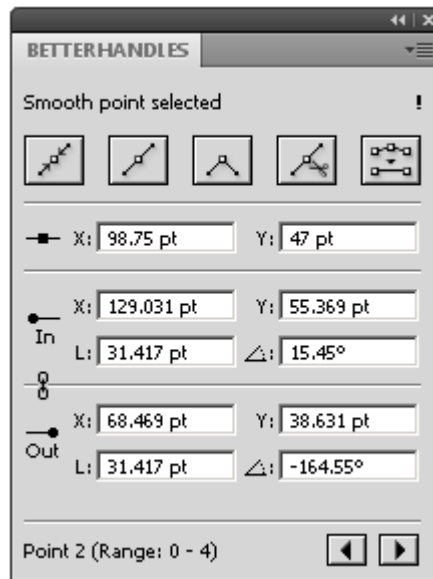 BETTERHANDLES
Smooth point selected !
X: 98.75 pt Y: 47 pt
X: 129.031 pt Y: 55.369 pt
In
L: 31.417 pt : 15.45°
X: 68.469 pt Y: 38.631 pt
Out
L: 31.417 pt : -164.55°
Point 2 (Range: 0 - 4)